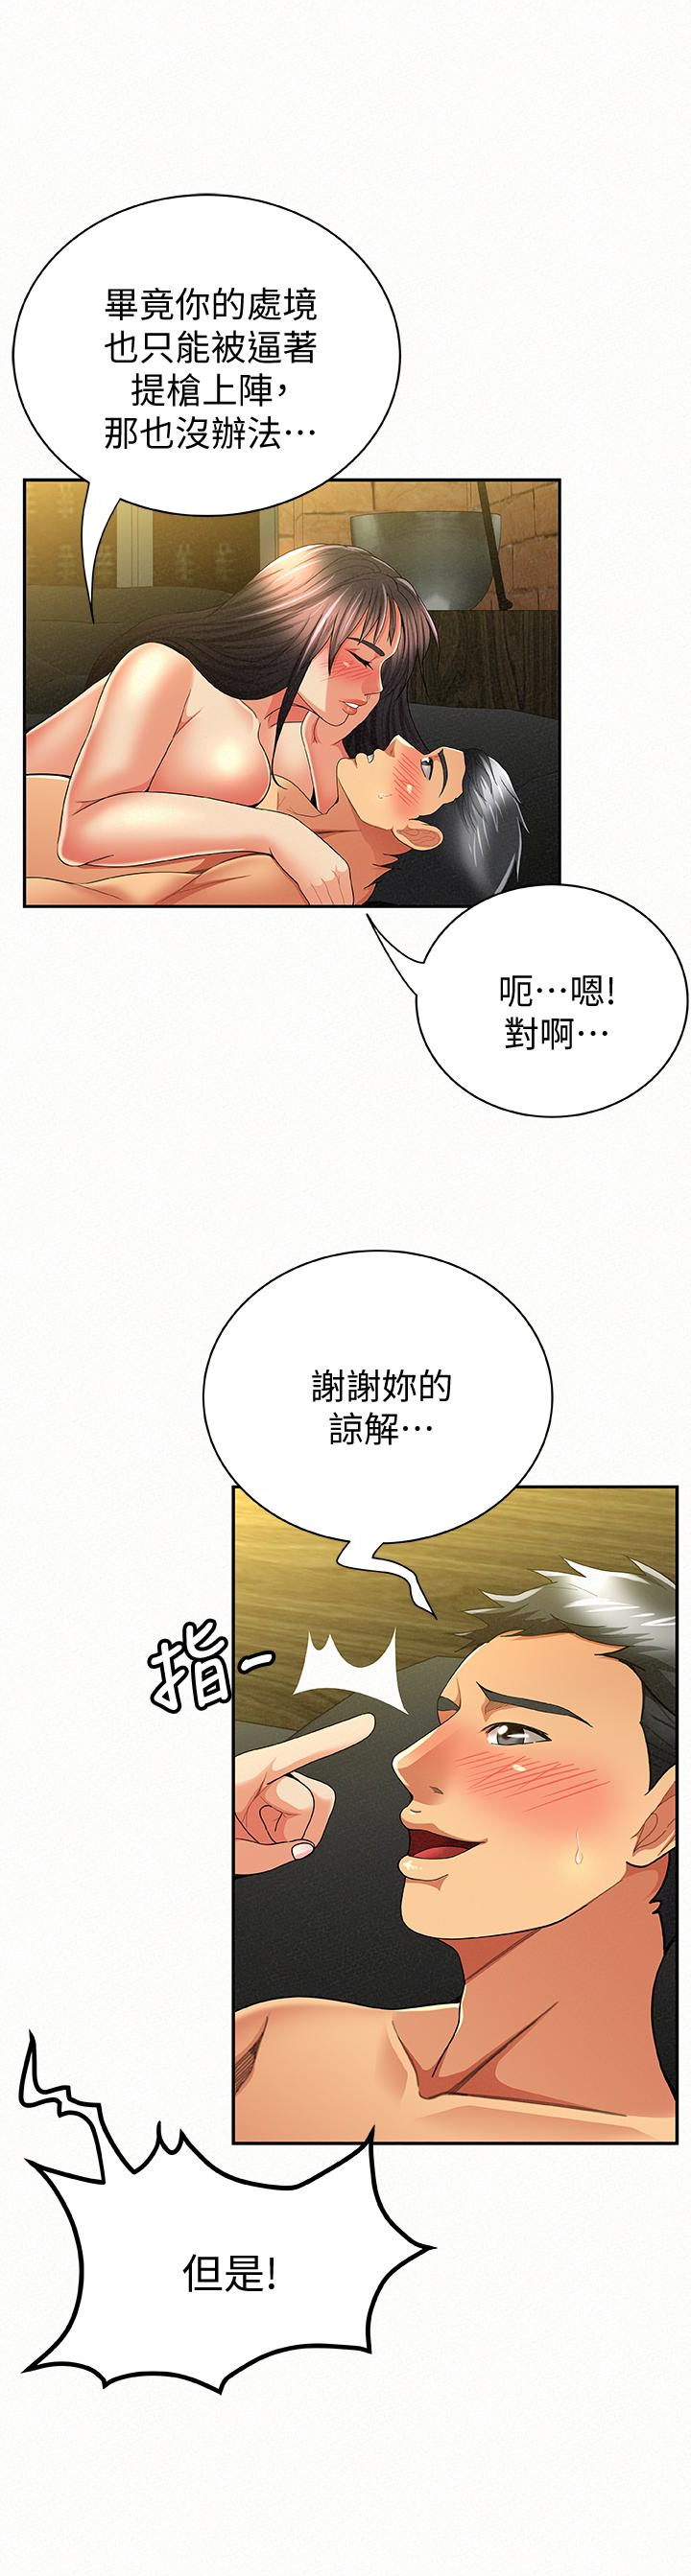 畢竟你的處境
也只能被逼著
提槍上陣，
那也沒辦法⋯
呃⋯嗯!
對啊⋯
謝謝妳的
諒解⋯
指-
但是!